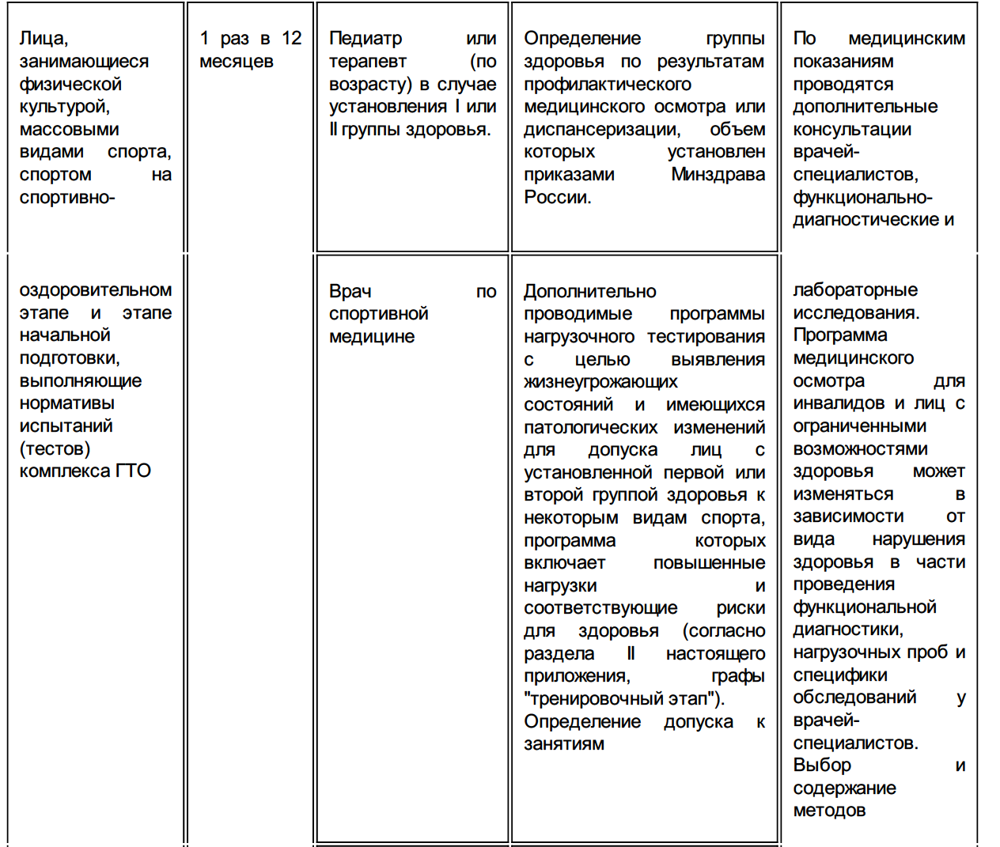 Лица,
занимающиеся
физической
культурой,
массовыми
видами спорта,
спортом на
спортивно-
1 раз в 12
месяцев
Педиатр или
терапевт (по
возрасту) в случае
установления I или
II группы здоровья.
Определение группы
здоровья по результатам
профилактического
медицинского осмотра или
диспансеризации, объем
которых установлен
приказами Минздрава
России.
По медицинским
показаниям
проводятся
дополнительные
консультации
врачей-
специалистов,
функционально-
диагностические и
оздоровительном
этапе и этапе
начальной
подготовки,
выполняющие
нормативы
испытаний
(тестов)
комплекса ГТО
Врач по
спортивной
медицине
Дополнительно
проводимые программы
нагрузочного тестирования
с целью выявления
жизнеугрожающих
состояний и имеющихся
патологических изменений
для допуска лиц с
установленной первой или
второй группой здоровья к
некоторым видам спорта,
программа которых
включает повышенные
нагрузки и
соответствующие риски
для здоровья (согласно
раздела II настоящего
приложения, графы
"тренировочный этап").
Определение допуска к
занятиям
лабораторные
исследования.
Программа
медицинского
осмотра для
инвалидов и лиц с
ограниченными
возможностями
здоровья может
изменяться в
зависимости от
вида нарушения
здоровья в части
проведения
функциональной
диагностики,
нагрузочных проб и
специфики
обследований у
врачей-
специалистов.
Выбор и
содержание
методов